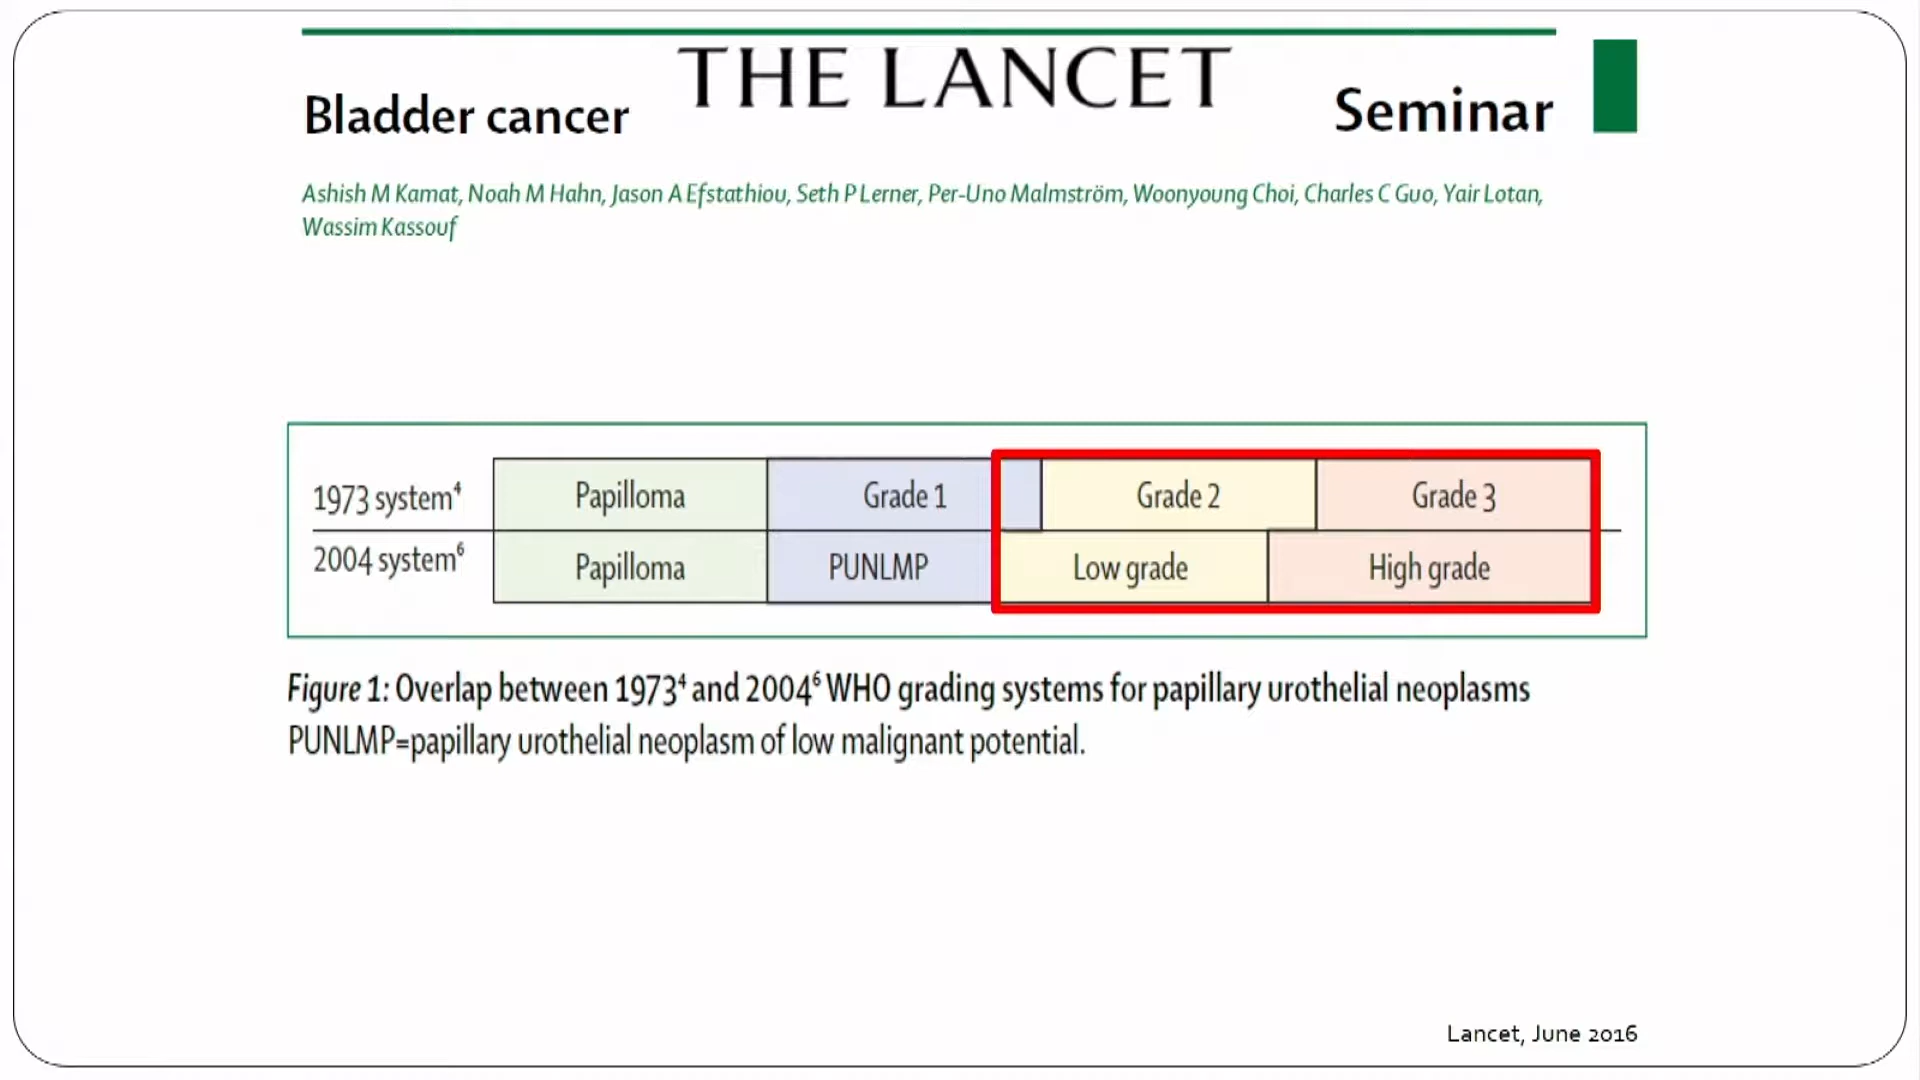 THE LANCET
Bladder cancer
Seminar
Ashish M Kamat, Noah M Hahn, Jason A Efstathiou, Seth P Lerner, Per-Uno Malmström, Woonyoung Choi, Charles C Guo, Yair Lotan,
Wassim Kassouf
1973 system⁴ Papilloma Grade 1 Grade 2 Grade 3
2004 system⁶ Papilloma PUNLMP Low grade High grade
Figure 1: Overlap between 1973⁴ and 2004⁶ WHO grading systems for papillary urothelial neoplasms
PUNLMP=papillary urothelial neoplasm of low malignant potential.
Lancet, June 2016